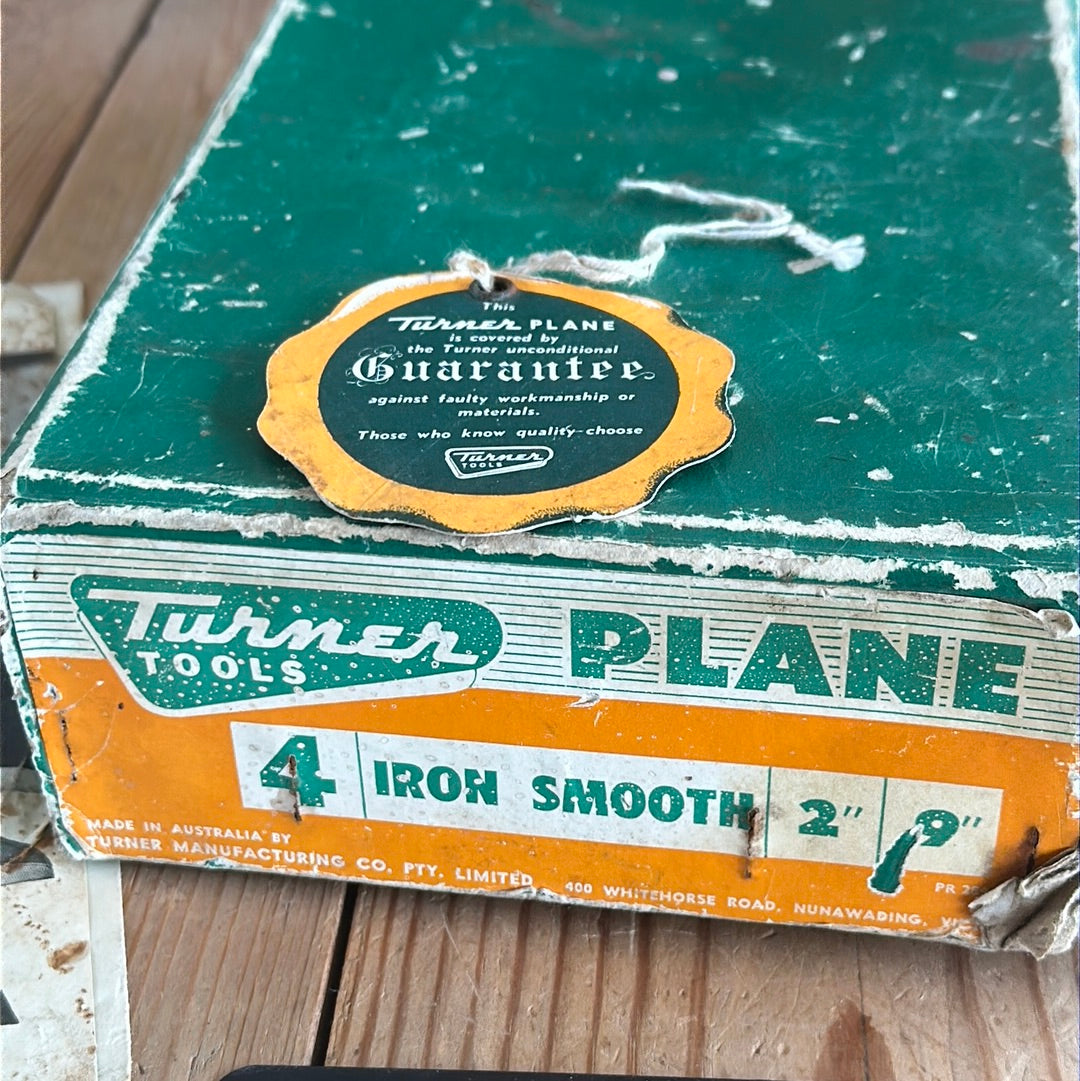 This
Turner PLANE
is covered by
the Turner unconditional
Guarantee
against faulty workmanship or
materials.
Those who know quality choose
Turner
TOOLS
Turner
TOOLS
PLANE
4 IRON SMOOTH 2" 9"
MADE IN AUSTRALIA BY
TURNER MANUFACTURING CO. PTY. LIMITED 400 WHITEHORSE ROAD, NUNAWADING,
PR